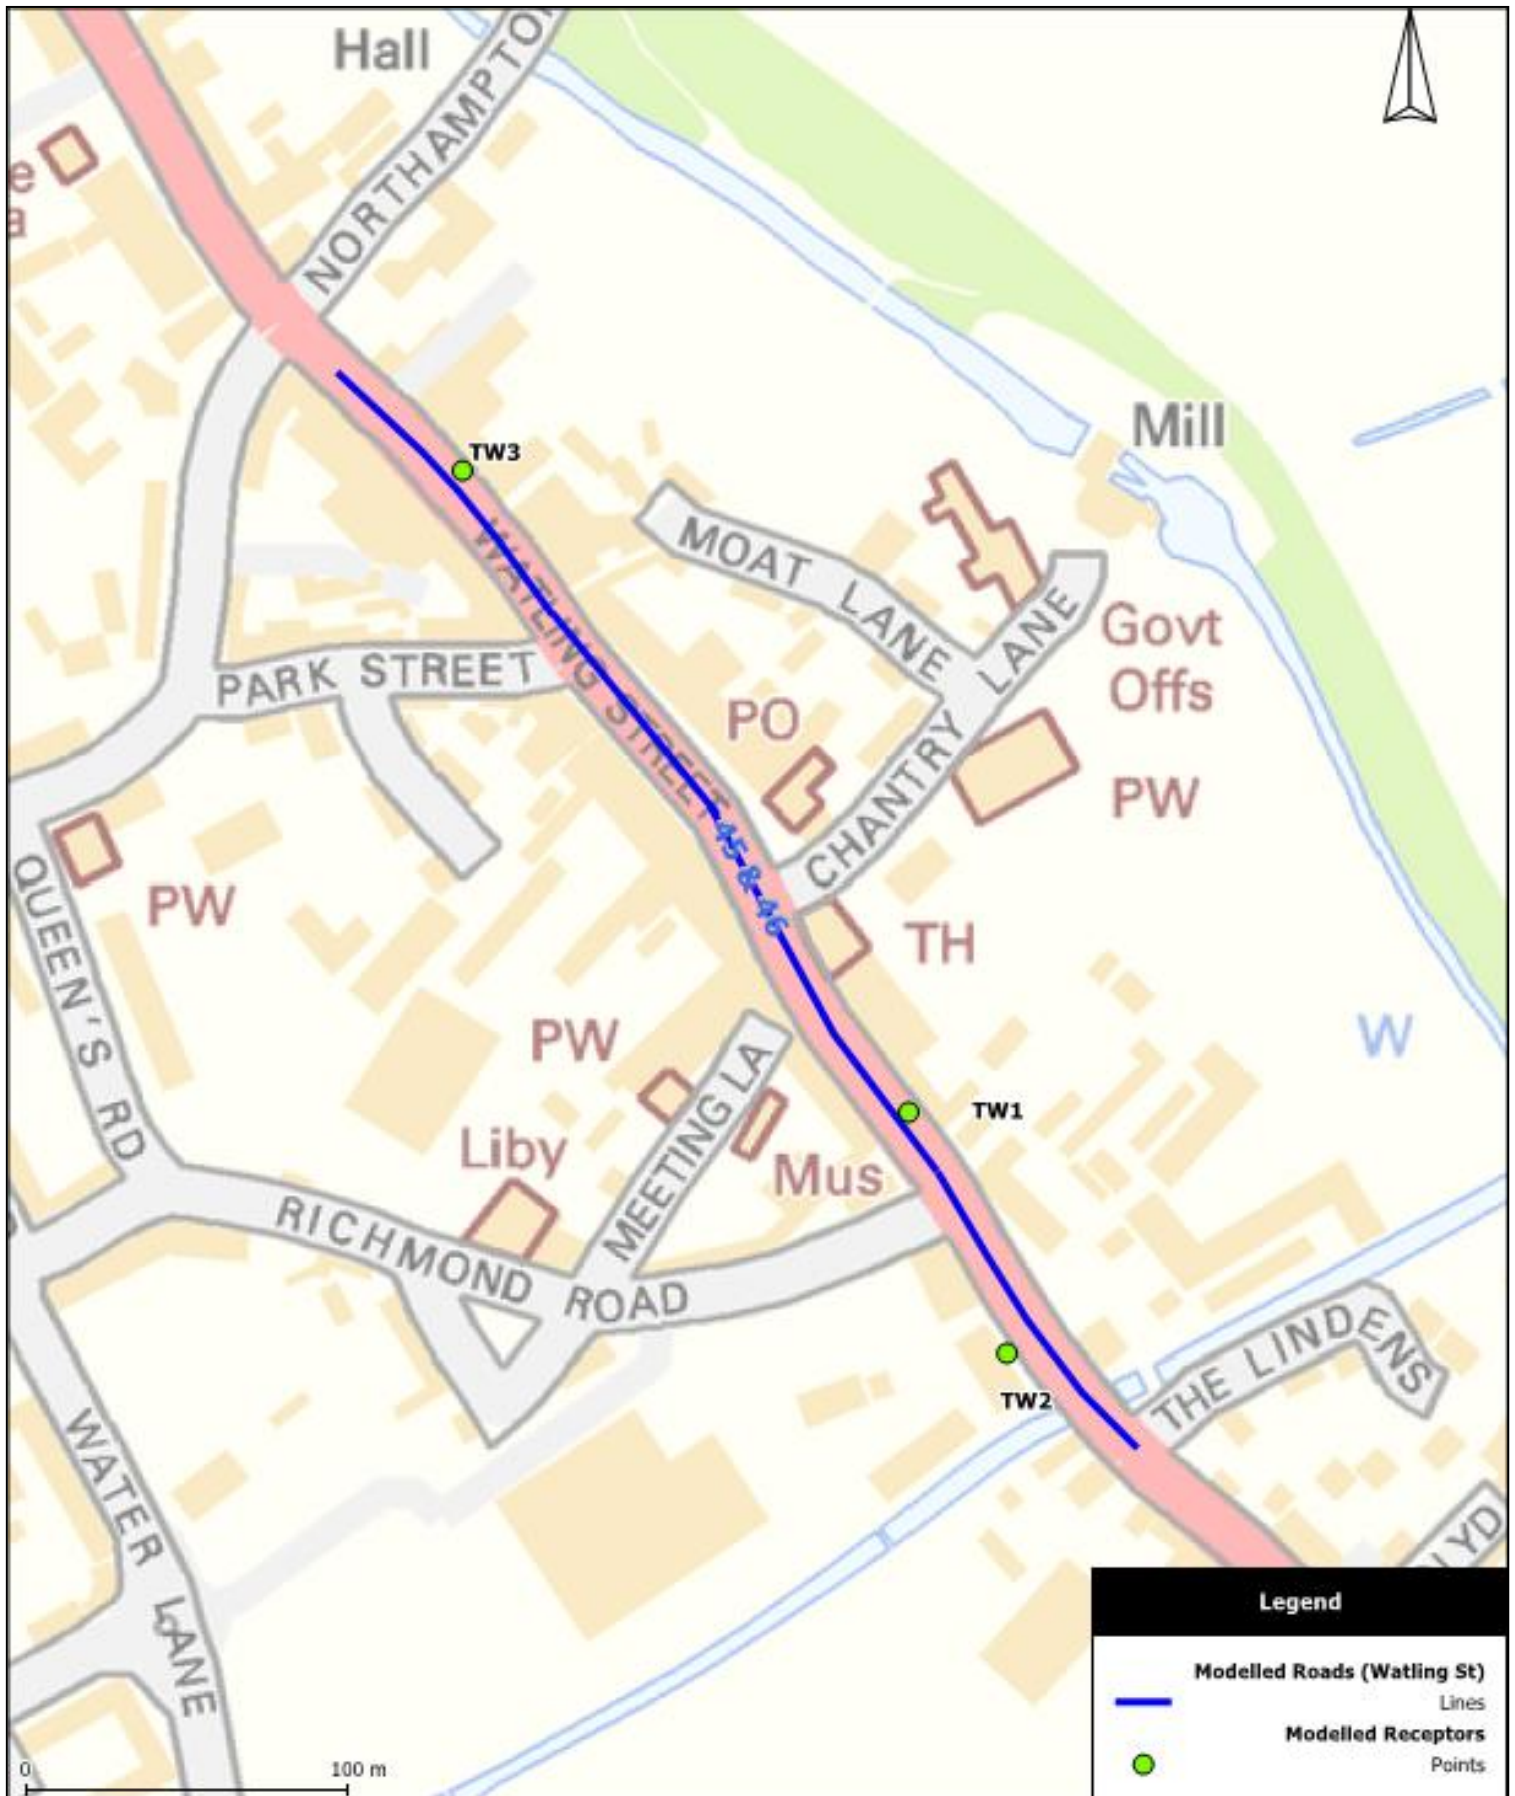 Hall
NORTHAMPTO
e
a
TW3
Mill
MOAT LANE
WATLING STREET
Govt
Offs
PARK STREET
CHANTRY LANE
PO
PW
45 & 46
QUEEN'S RD
PW
TH
PW
W
MEETING LA
TW1
Liby
Mus
RICHMOND ROAD
THE LINDENS
TW2
WATER LANE
LYD
Legend
Modelled Roads (Watling St)
Lines
Modelled Receptors
Points
0 100 m